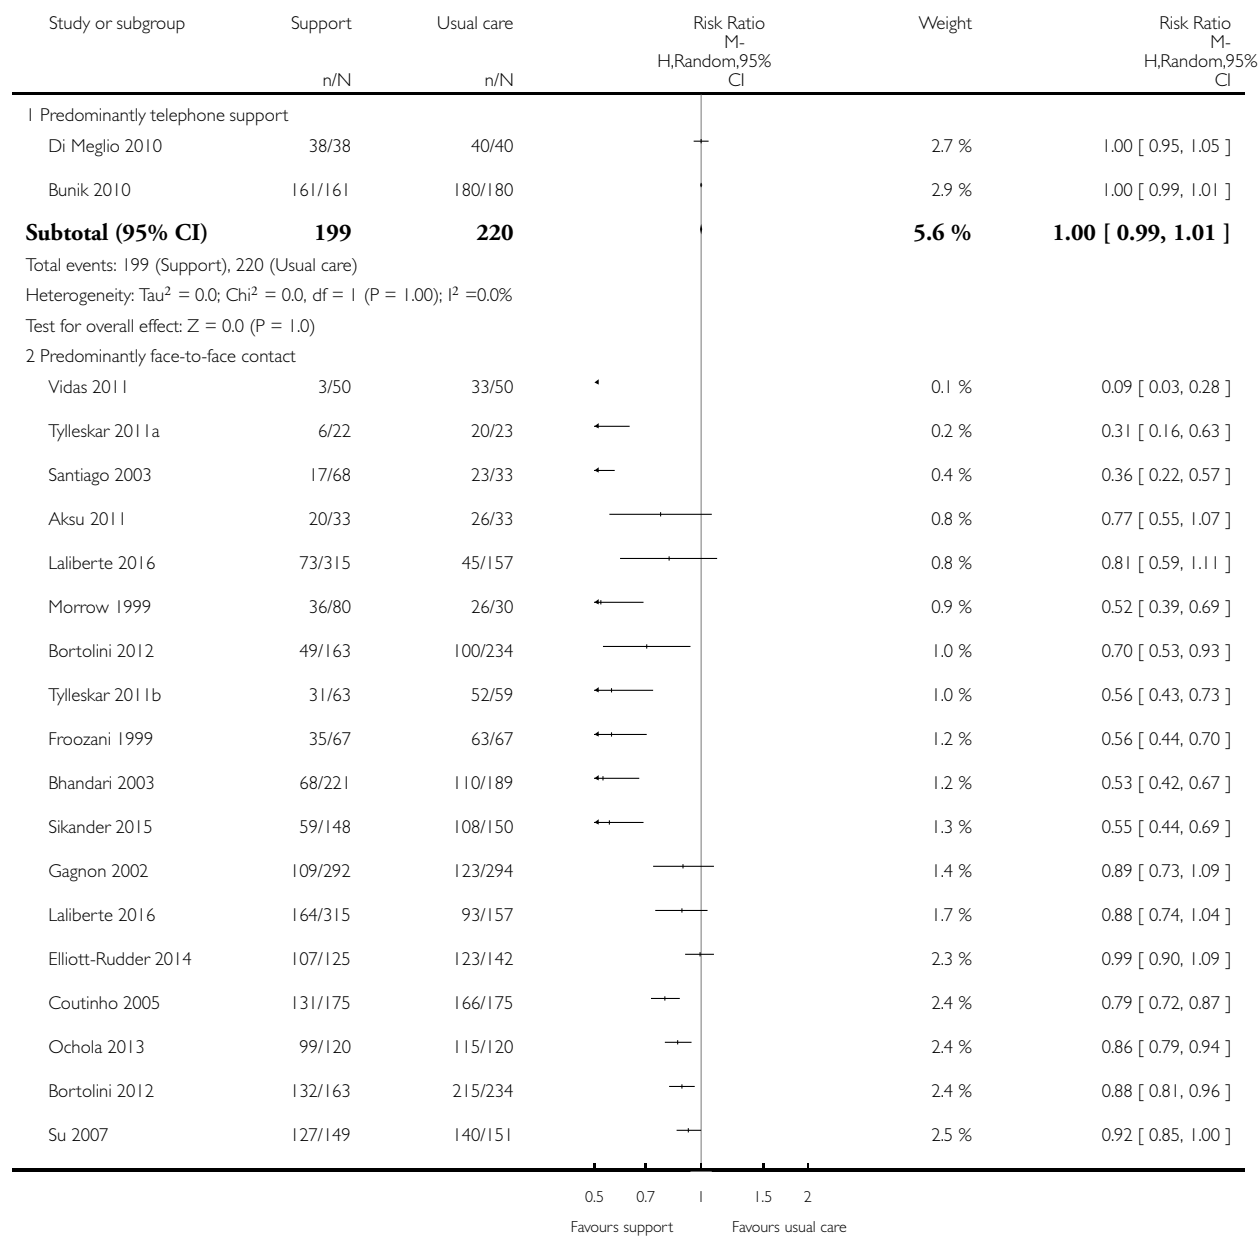 Study or subgroup Support Usual care Risk Ratio Weight Risk Ratio
M- M-
H,Random,95% H,Random,95%
n/N n/N CI CI
1 Predominantly telephone support
Di Meglio 2010 38/38 40/40 2.7 % 1.00 [ 0.95, 1.05 ]
Bunik 2010 161/161 180/180 2.9 % 1.00 [ 0.99, 1.01 ]
Subtotal (95% CI) 199 220 5.6 % 1.00 [ 0.99, 1.01 ]
Total events: 199 (Support), 220 (Usual care)
Heterogeneity: Tau² = 0.0; Chi² = 0.0, df = 1 (P = 1.00); I² =0.0%
Test for overall effect: Z = 0.0 (P = 1.0)
2 Predominantly face-to-face contact
Vidas 2011 3/50 33/50 0.1 % 0.09 [ 0.03, 0.28 ]
Tylleskar 2011a 6/22 20/23 0.2 % 0.31 [ 0.16, 0.63 ]
Santiago 2003 17/68 23/33 0.4 % 0.36 [ 0.22, 0.57 ]
Aksu 2011 20/33 26/33 0.8 % 0.77 [ 0.55, 1.07 ]
Laliberte 2016 73/315 45/157 0.8 % 0.81 [ 0.59, 1.11 ]
Morrow 1999 36/80 26/30 0.9 % 0.52 [ 0.39, 0.69 ]
Bortolini 2012 49/163 100/234 1.0 % 0.70 [ 0.53, 0.93 ]
Tylleskar 2011b 31/63 52/59 1.0 % 0.56 [ 0.43, 0.73 ]
Froozani 1999 35/67 63/67 1.2 % 0.56 [ 0.44, 0.70 ]
Bhandari 2003 68/221 110/189 1.2 % 0.53 [ 0.42, 0.67 ]
Sikander 2015 59/148 108/150 1.3 % 0.55 [ 0.44, 0.69 ]
Gagnon 2002 109/292 123/294 1.4 % 0.89 [ 0.73, 1.09 ]
Laliberte 2016 164/315 93/157 1.7 % 0.88 [ 0.74, 1.04 ]
Elliott-Rudder 2014 107/125 123/142 2.3 % 0.99 [ 0.90, 1.09 ]
Coutinho 2005 131/175 166/175 2.4 % 0.79 [ 0.72, 0.87 ]
Ochola 2013 99/120 115/120 2.4 % 0.86 [ 0.79, 0.94 ]
Bortolini 2012 132/163 215/234 2.4 % 0.88 [ 0.81, 0.96 ]
Su 2007 127/149 140/151 2.5 % 0.92 [ 0.85, 1.00 ]
0.5 0.7 1 1.5 2
Favours support Favours usual care